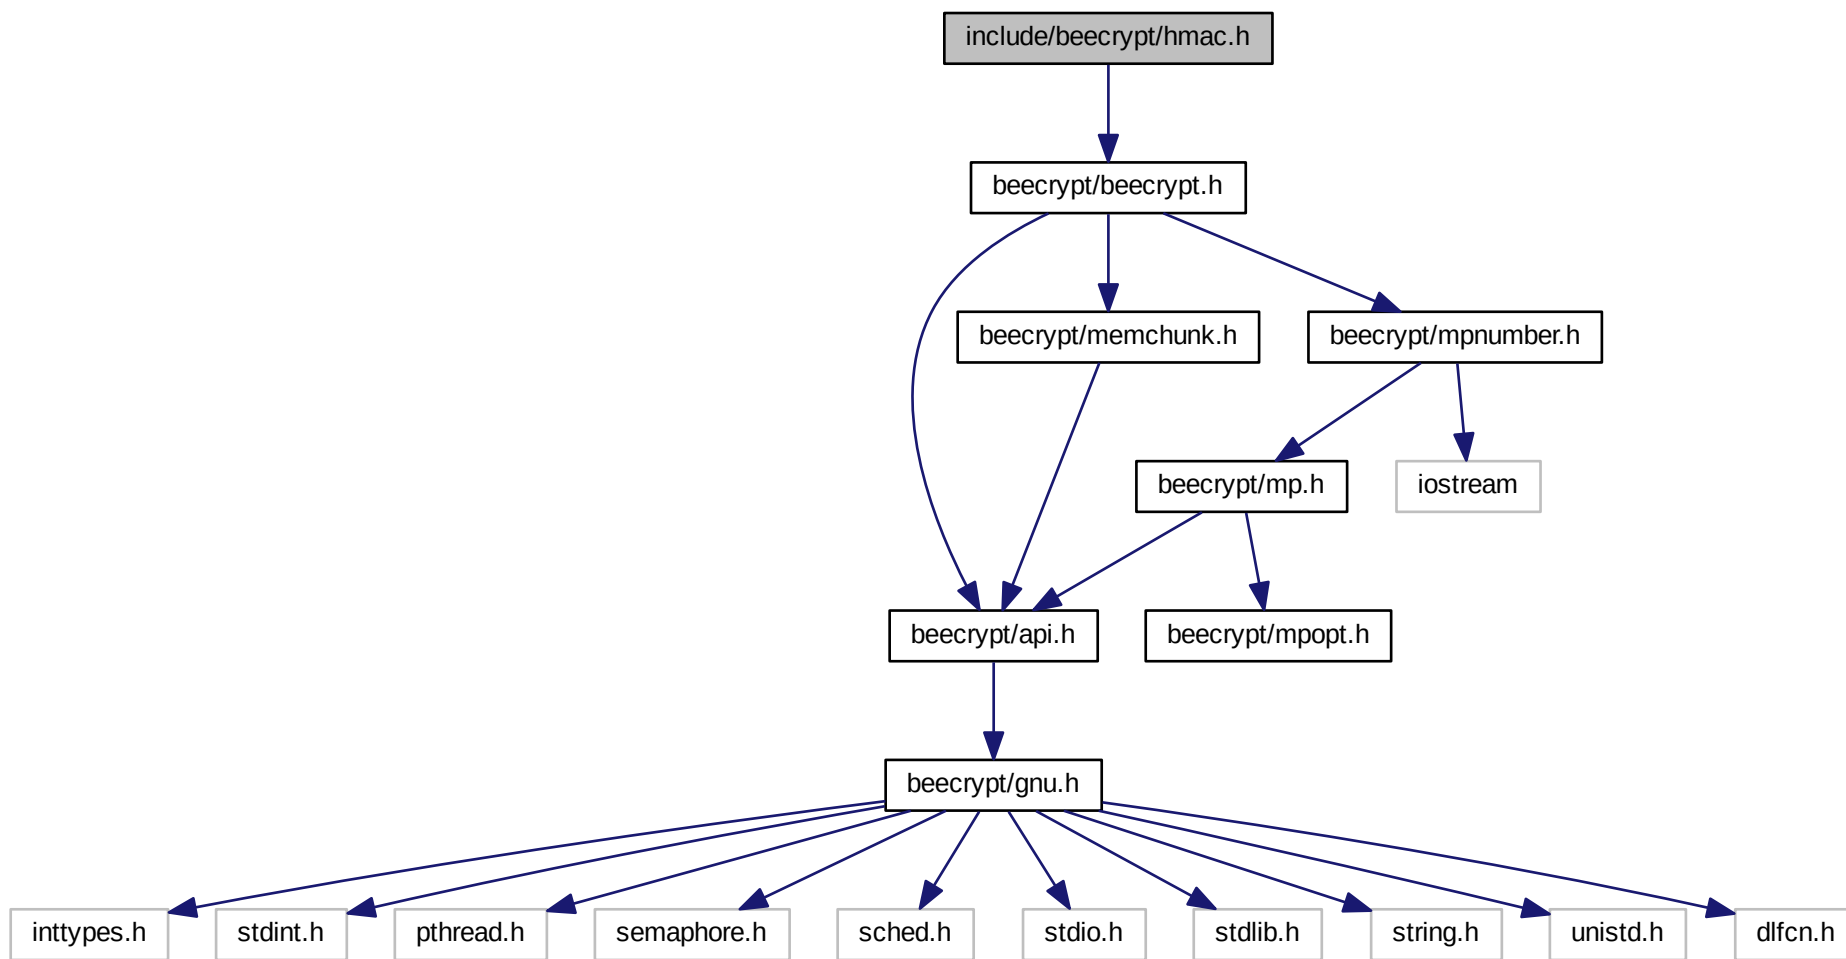 include/beecrypt/hmac.h
beecrypt/beecrypt.h
beecrypt/memchunk.h
beecrypt/mpnumber.h
beecrypt/mp.h
iostream
beecrypt/api.h
beecrypt/mpopt.h
beecrypt/gnu.h
inttypes.h
stdint.h
pthread.h
semaphore.h
sched.h
stdio.h
stdlib.h
string.h
unistd.h
dlfcn.h